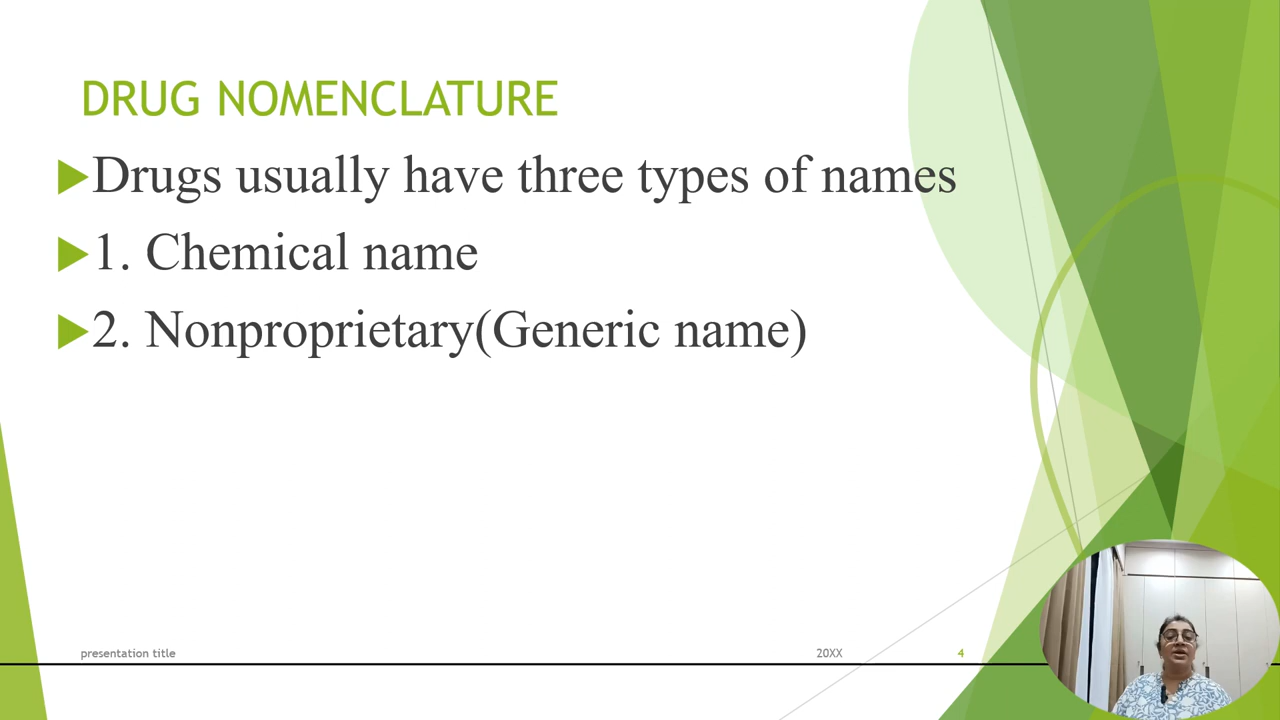 DRUG NOMENCLATURE
Drugs usually have three types of names
1. Chemical name
2. Nonproprietary(Generic name)
presentation title
20XX
4